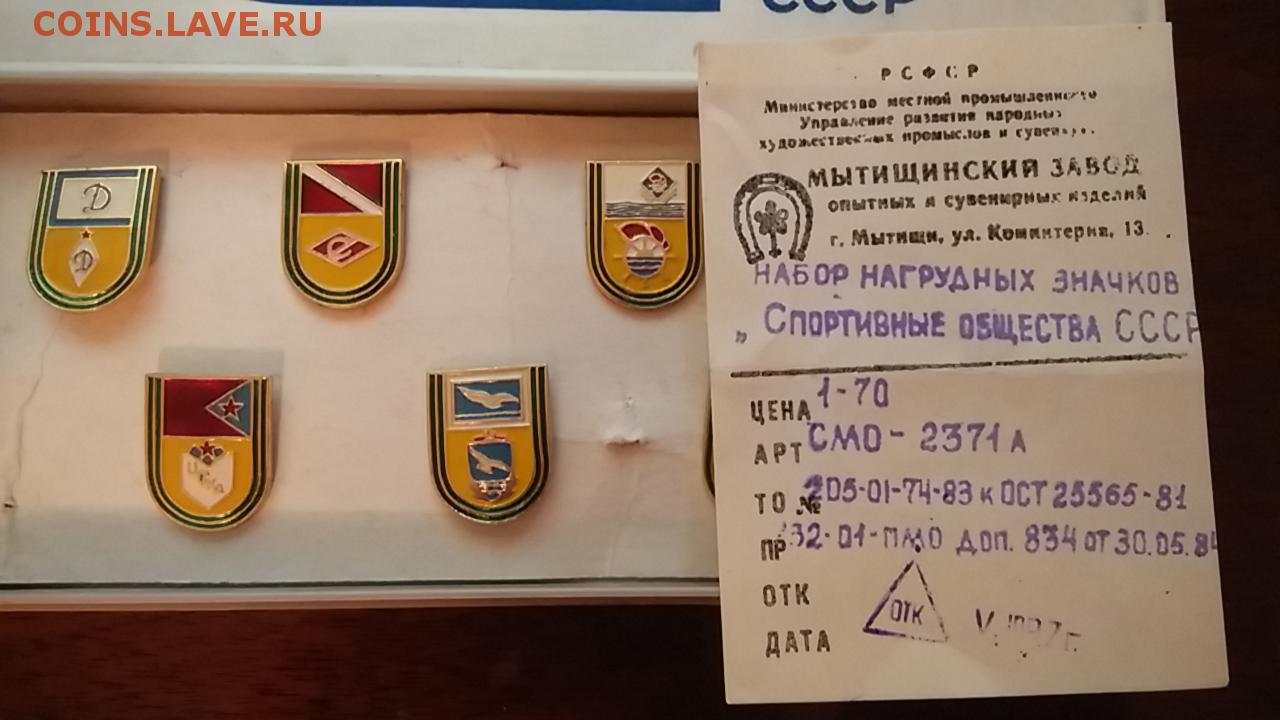 COINS.LAVE.RU
СССР
Д
Д
С
РСФСР
Министерство местной
Управление развития народных
художественных промыслов и
МЫТИЩИНСКИЙ ЗАВОД
опытных и сувенирных изделий
г. Мытищи, ул. Коминтерна, 13.
НАБОР НАГРУДНЫХ ЗНАЧКОВ
„ СПОРТИВНЫЕ ОБЩЕСТВА СССР
ЦЕНА 1-70
АРТ СМО - 2371 А
ТО № 205-01-74-83 к ОСТ 25565-81
ПР 32-01-ПМО ДОП. 834 ОТ 30.05.84
ОТК
ОТК
ДАТА V. 1987 г.